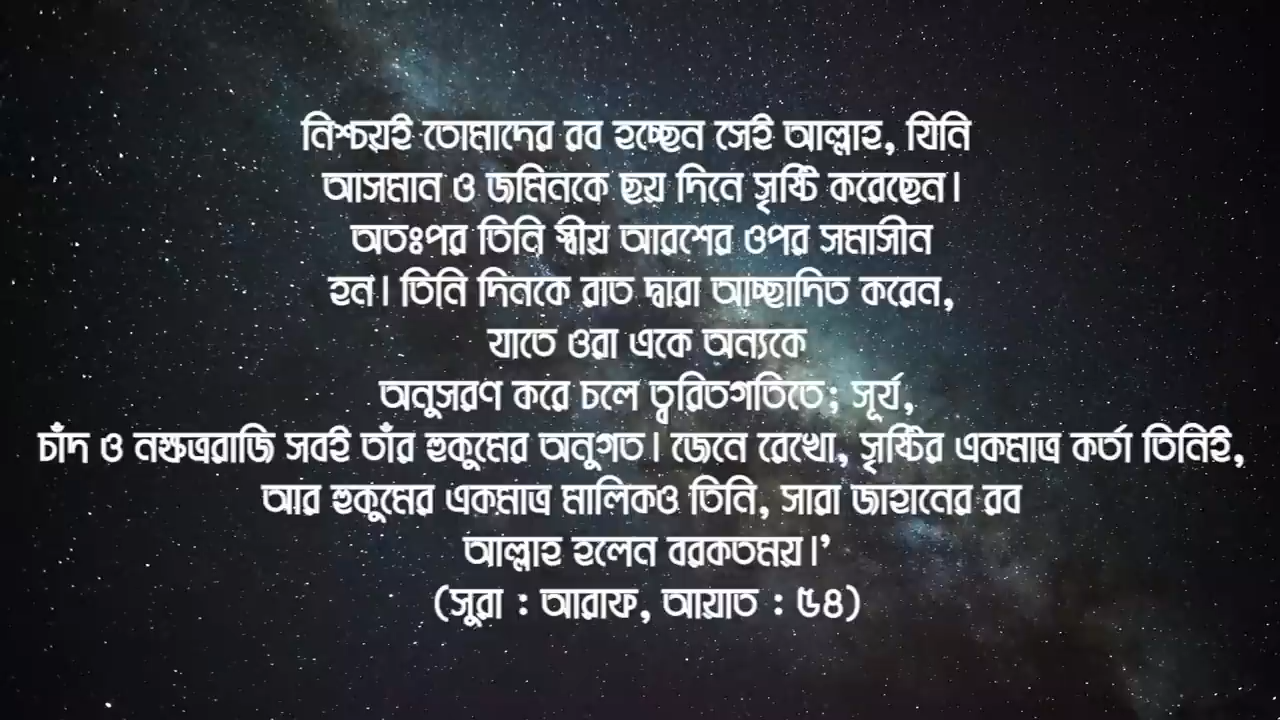 নিশ্চয়ই তোমাদের রব হচ্ছেন সেই আল্লাহ, যিনি
আসমান ও জমিনকে ছয় দিনে সৃষ্টি করেছেন।
অতঃপর তিনি স্বীয় আরশের ওপর সমাসীন
হন। তিনি দিনকে রাত দ্বারা আচ্ছাদিত করেন,
যাতে ওরা একে অন্যকে
অনুসরণ করে চলে ত্বরিতগতিতে; সূর্য,
চাঁদ ও নক্ষত্ররাজি সবই তাঁর হুকুমের অনুগত। জেনে রেখো, সৃষ্টির একমাত্র কর্তা তিনিই,
আর হুকুমের একমাত্র মালিকও তিনি, সারা জাহানের রব
আল্লাহ হলেন বরকতময়।’
(সুরা : আরাফ, আয়াত : ৫৪)